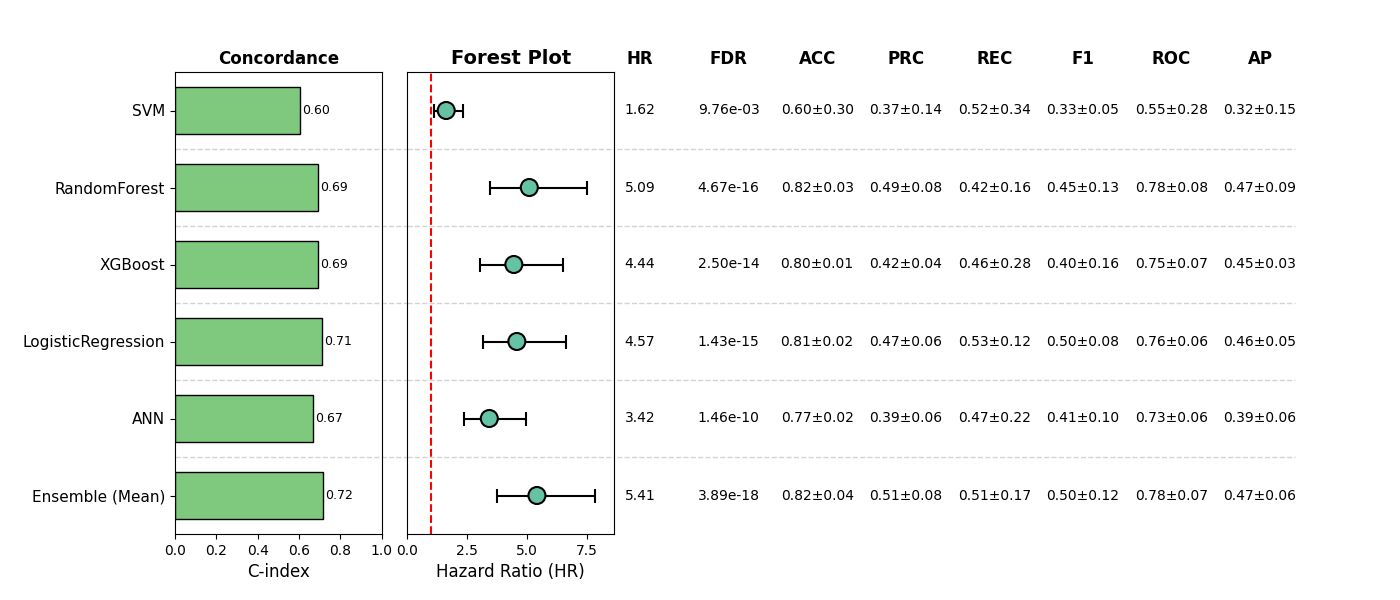 Concordance Forest Plot HR FDR ACC PRC REC F1 ROC AP
SVM 0.60 1.62 9.76e-03 0.60±0.30 0.37±0.14 0.52±0.34 0.33±0.05 0.55±0.28 0.32±0.15
RandomForest 0.69 5.09 4.67e-16 0.82±0.03 0.49±0.08 0.42±0.16 0.45±0.13 0.78±0.08 0.47±0.09
XGBoost 0.69 4.44 2.50e-14 0.80±0.01 0.42±0.04 0.46±0.28 0.40±0.16 0.75±0.07 0.45±0.03
LogisticRegression 0.71 4.57 1.43e-15 0.81±0.02 0.47±0.06 0.53±0.12 0.50±0.08 0.76±0.06 0.46±0.05
ANN 0.67 3.42 1.46e-10 0.77±0.02 0.39±0.06 0.47±0.22 0.41±0.10 0.73±0.06 0.39±0.06
Ensemble (Mean) 0.72 5.41 3.89e-18 0.82±0.04 0.51±0.08 0.51±0.17 0.50±0.12 0.78±0.07 0.47±0.06
0.0 0.2 0.4 0.6 0.8 1.0 0.0 2.5 5.0 7.5
C-index Hazard Ratio (HR)